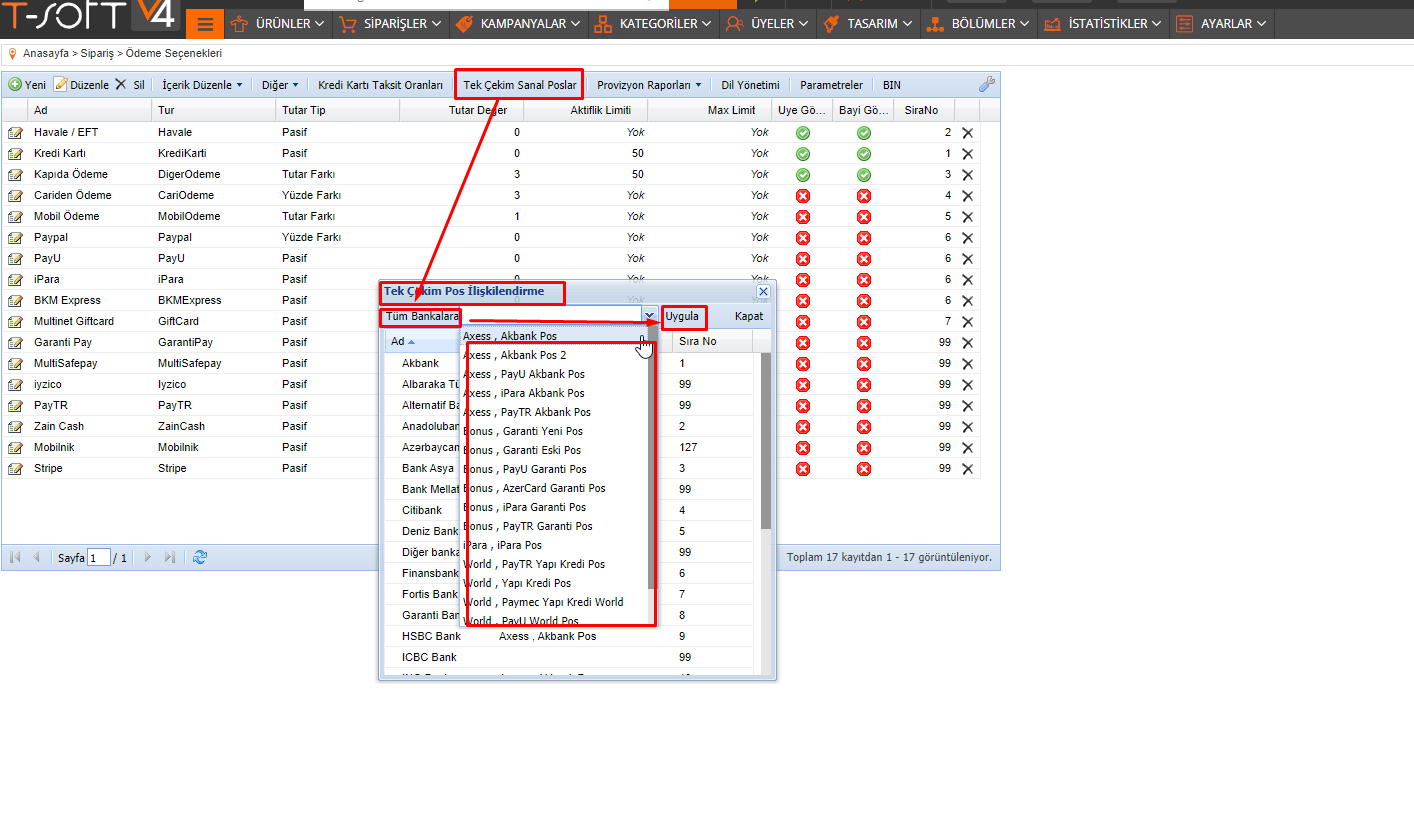 T-SOFT V4
ÜRÜNLER SİPARİŞLER KAMPANYALAR KATEGORİLER ÜYELER TASARIM BÖLÜMLER İSTATİSTİKLER AYARLAR
Anasayfa > Sipariş > Ödeme Seçenekleri
Yeni Düzenle Sil İçerik Düzenle Diğer Kredi Kartı Taksit Oranları Tek Çekim Sanal Poslar Provizyon Raporları Dil Yönetimi Parametreler BIN
Ad Tur Tutar Tip Tutar Değer Aktiflik Limiti Max Limit Uye Gö... Bayi Gö... SiraNo
Havale / EFT Havale Pasif 0 Yok Yok 2
Kredi Kartı KrediKarti Pasif 0 50 Yok 1
Kapıda Ödeme DigerOdeme Tutar Farkı 3 50 Yok 3
Cariden Ödeme CariOdeme Yüzde Farkı 3 Yok Yok 4
Mobil Ödeme MobilOdeme Tutar Farkı 1 Yok Yok 5
Paypal Paypal Yüzde Farkı 0 Yok Yok 6
PayU PayU Pasif 0 Yok Yok 6
iPara iPara Pasif 0 Yok Yok 6
BKM Express BKMExpress Pasif 6
Multinet Giftcard GiftCard Pasif 7
Garanti Pay GarantiPay Pasif 99
MultiSafepay MultiSafepay Pasif 99
iyzico Iyzico Pasif 99
PayTR PayTR Pasif 99
Zain Cash ZainCash Pasif 99
Mobilnik Mobilnik Pasif 99
Stripe Stripe Pasif 99
Tek Çekim Pos İlişkilendirme
Tüm Bankalara Uygula Kapat
Ad Sıra No
Axess , Akbank Pos
Axess , Akbank Pos 2
Axess , PayU Akbank Pos
Axess , iPara Akbank Pos
Axess , PayTR Akbank Pos
Bonus , Garanti Yeni Pos
Bonus , Garanti Eski Pos
Bonus , PayU Garanti Pos
Bonus , AzerCard Garanti Pos
Bonus , iPara Garanti Pos
Bonus , PayTR Garanti Pos
iPara , iPara Pos
World , PayTR Yapı Kredi Pos
World , Yapı Kredi Pos
World , Paymec Yapı Kredi World
World , PayU World Pos
Akbank 1
Albaraka Tü 99
Alternatif Ba 99
Anadoluban 2
Azərbaycan 127
Bank Asya 3
Bank Mellat 99
Citibank 4
Deniz Bank 5
Diğer banka 99
Finansbank 6
Fortis Bank 7
Garanti Ban 8
HSBC Bank Axess , Akbank Pos 9
ICBC Bank 99
Sayfa 1 / 1
Toplam 17 kayıtdan 1 - 17 görüntüleniyor.